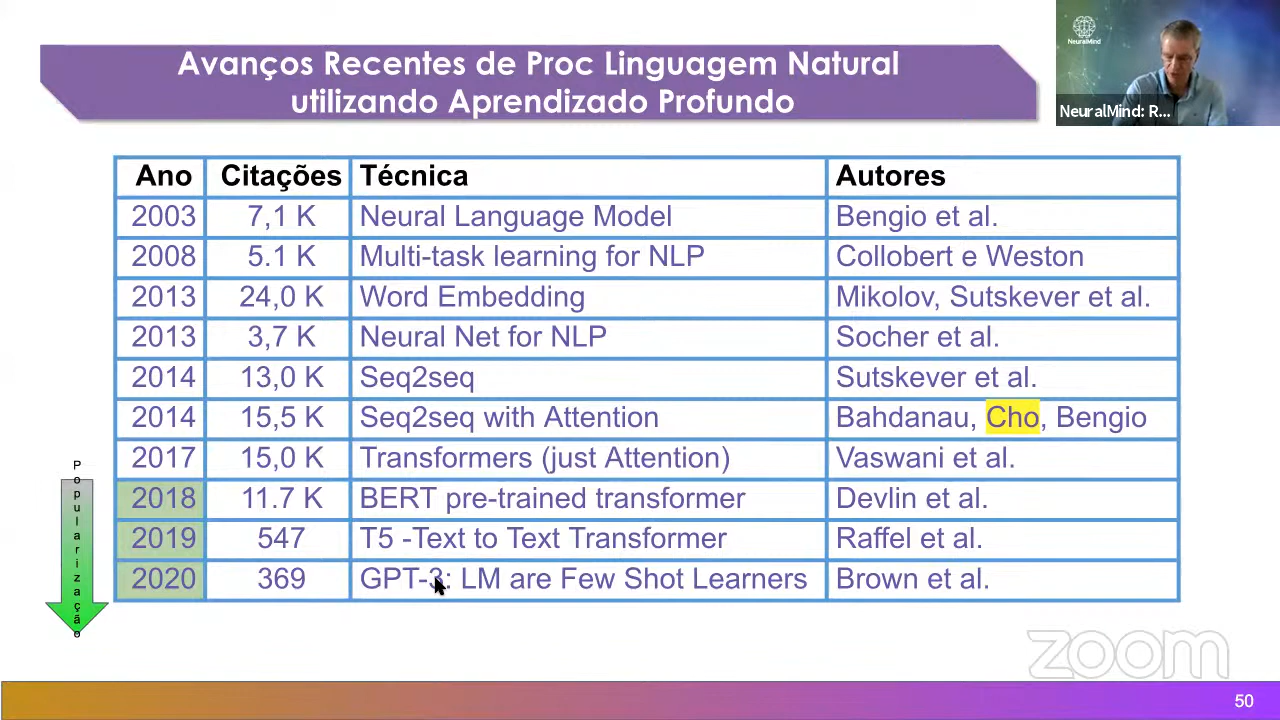 Avanços Recentes de Proc Linguagem Natural
utilizando Aprendizado Profundo
NeuralMind
NeuralMind: R...
Ano Citações Técnica Autores
2003 7,1 K Neural Language Model Bengio et al.
2008 5.1 K Multi-task learning for NLP Collobert e Weston
2013 24,0 K Word Embedding Mikolov, Sutskever et al.
2013 3,7 K Neural Net for NLP Socher et al.
2014 13,0 K Seq2seq Sutskever et al.
2014 15,5 K Seq2seq with Attention Bahdanau, Cho, Bengio
2017 15,0 K Transformers (just Attention) Vaswani et al.
2018 11.7 K BERT pre-trained transformer Devlin et al.
2019 547 T5 -Text to Text Transformer Raffel et al.
2020 369 GPT-3: LM are Few Shot Learners Brown et al.
Popularização
zoom
50